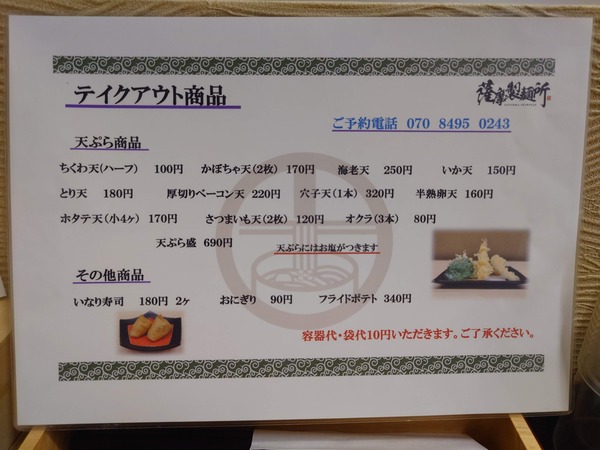 テイクアウト商品
薩摩製麺所
ご予約電話 070 8495 0243
天ぷら商品
ちくわ天(ハーフ) 100円 かぼちゃ天(2枚) 170円 海老天 250円 いか天 150円
とり天 180円 厚切りベーコン天 220円 穴子天(1本) 320円 半熟卵天 160円
ホタテ天(小4ヶ) 170円 さつまいも天(2枚) 120円 オクラ(3本) 80円
天ぷら盛 690円 天ぷらにはお塩がつきます
その他商品
いなり寿司 180円 2ヶ おにぎり 90円 フライドポテト 340円
容器代・袋代10円いただきます。ご了承ください。